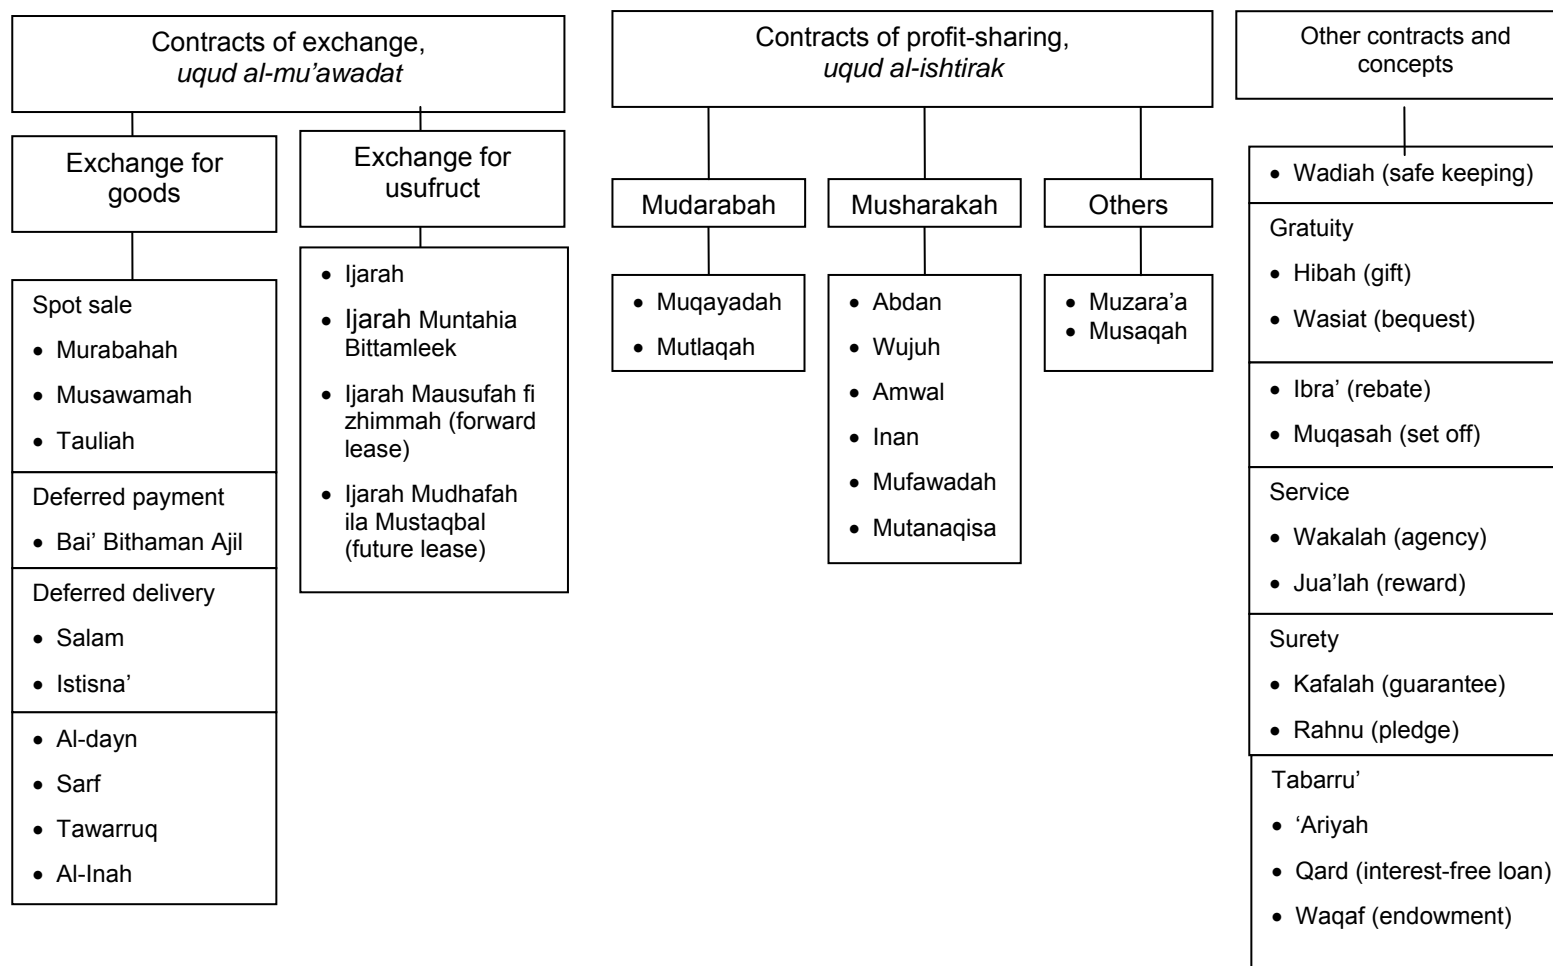 Contracts of exchange,
uqud al-mu’awadat
Exchange for
goods
Exchange for
usufruct
Spot sale
• Murabahah
• Musawamah
• Tauliah
Deferred payment
• Bai’ Bithaman Ajil
Deferred delivery
• Salam
• Istisna’
• Al-dayn
• Sarf
• Tawarruq
• Al-Inah
• Ijarah
• Ijarah Muntahia
Bittamleek
• Ijarah Mausufah fi
zhimmah (forward
lease)
• Ijarah Mudhafah
ila Mustaqbal
(future lease)
Contracts of profit-sharing,
uqud al-ishtirak
Mudarabah
Musharakah
Others
• Muqayadah
• Mutlaqah
• Abdan
• Wujuh
• Amwal
• Inan
• Mufawadah
• Mutanaqisa
• Muzara’a
• Musaqah
Other contracts and
concepts
• Wadiah (safe keeping)
Gratuity
• Hibah (gift)
• Wasiat (bequest)
• Ibra’ (rebate)
• Muqasah (set off)
Service
• Wakalah (agency)
• Jua’lah (reward)
Surety
• Kafalah (guarantee)
• Rahnu (pledge)
Tabarru’
• ‘Ariyah
• Qard (interest-free loan)
• Waqaf (endowment)